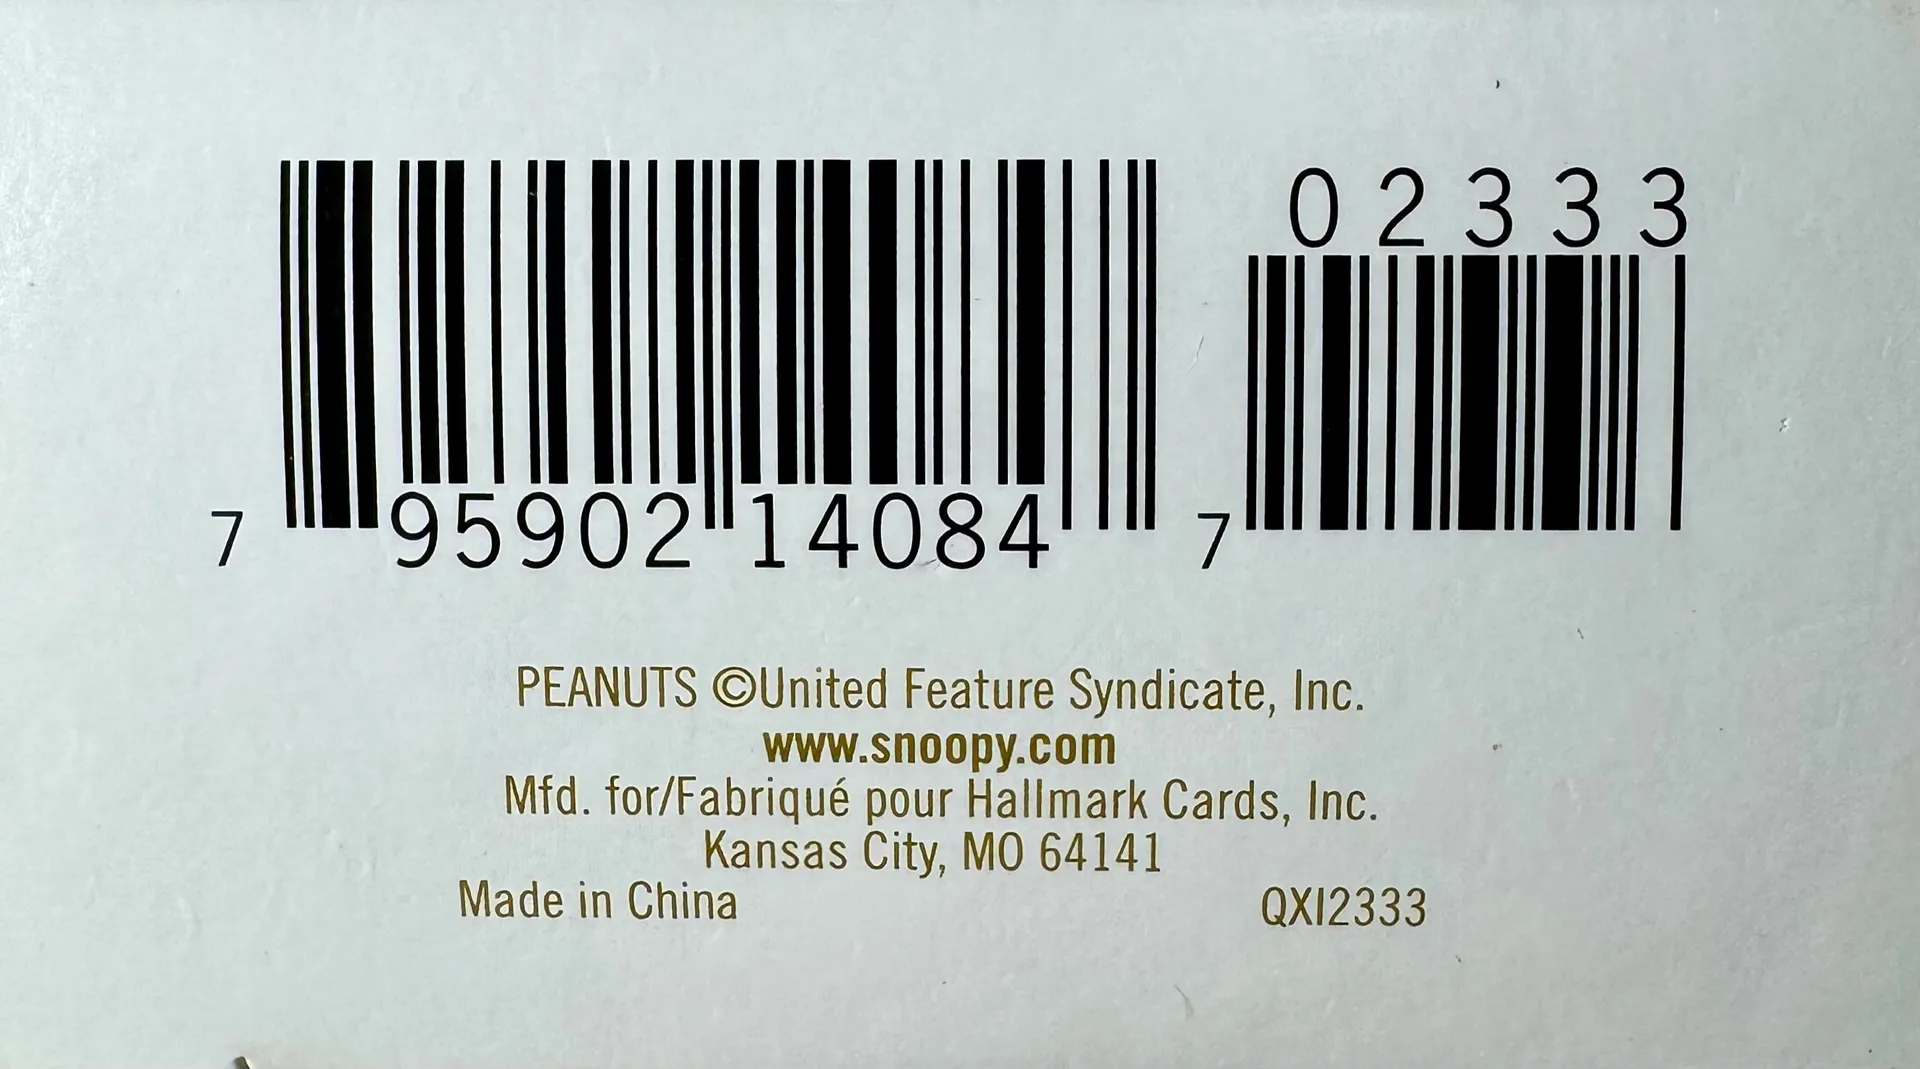 02333
7 95902 14084 7
PEANUTS ©United Feature Syndicate, Inc.
www.snoopy.com
Mfd. for/Fabriqué pour Hallmark Cards, Inc.
Kansas City, MO 64141
Made in China QXI2333